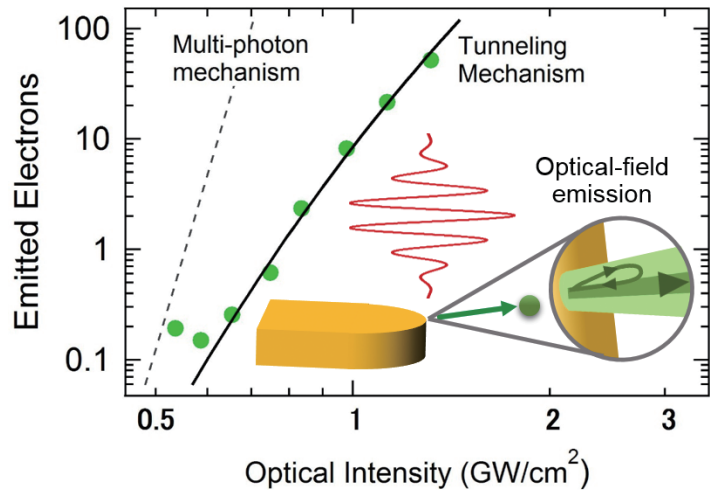 100
10
1
0.1
Emitted Electrons
Multi-photon
mechanism
Tunneling
Mechanism
Optical-field
emission
0.5
1
2
3
Optical Intensity (GW/cm²)